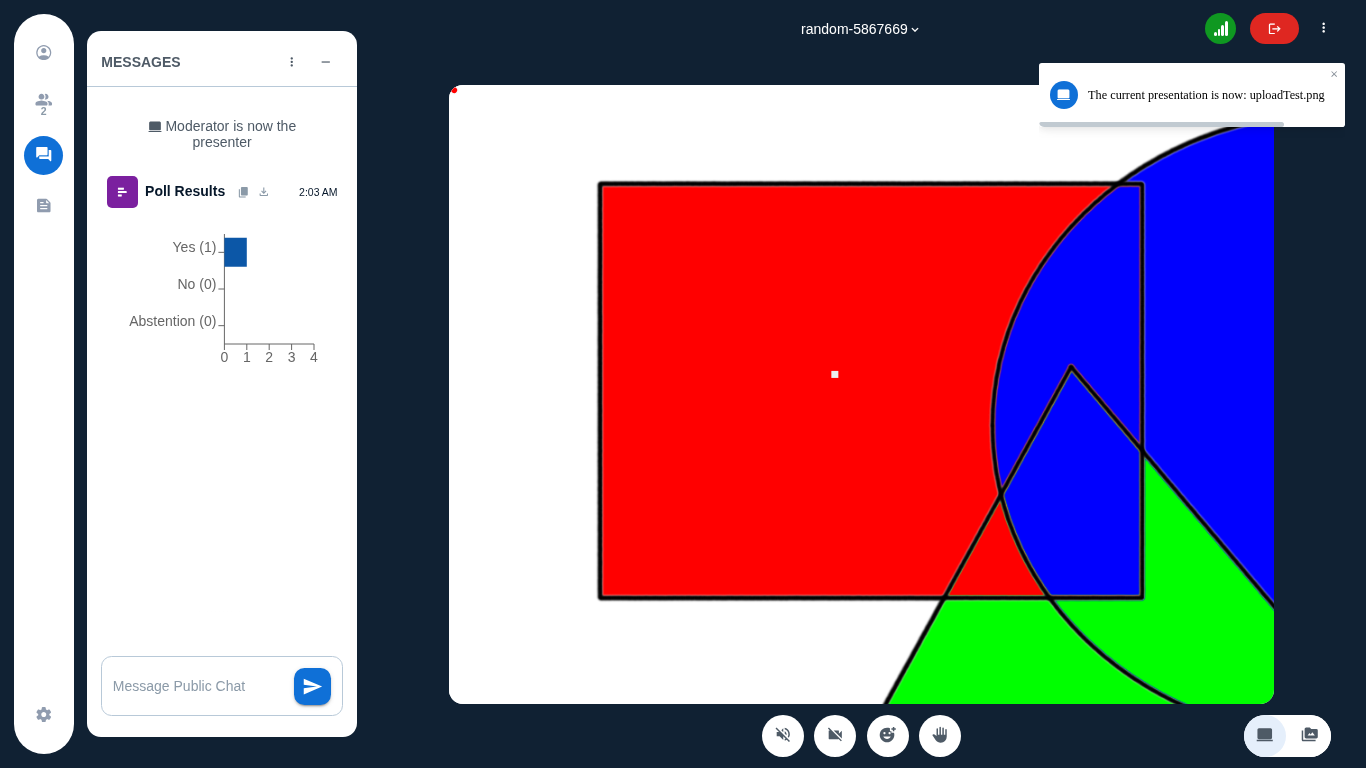 2
MESSAGES
Moderator is now the
presenter
Poll Results
2:03 AM
Yes (1)
No (0)
Abstention (0)
0 1 2 3 4
Message Public Chat
random-5867669
The current presentation is now: uploadTest.png